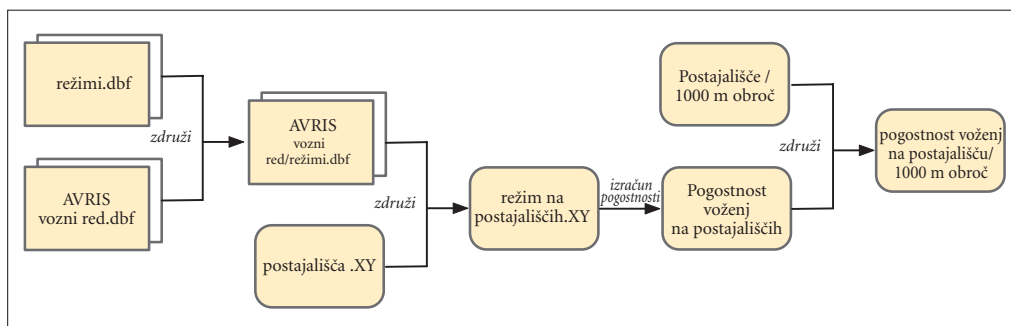 režimi.dbf
AVRIS
vozni red.dbf
združi
AVRIS
vozni
red/režimi.dbf
postajališča .XY
združi
režim na
postajališčih.XY
izračun
pogostnosti
Postajališče /
1000 m obroč
Pogostnost
voženj
na postajališčih
združi
pogostnost voženj
na postajališču/
1000 m obroč